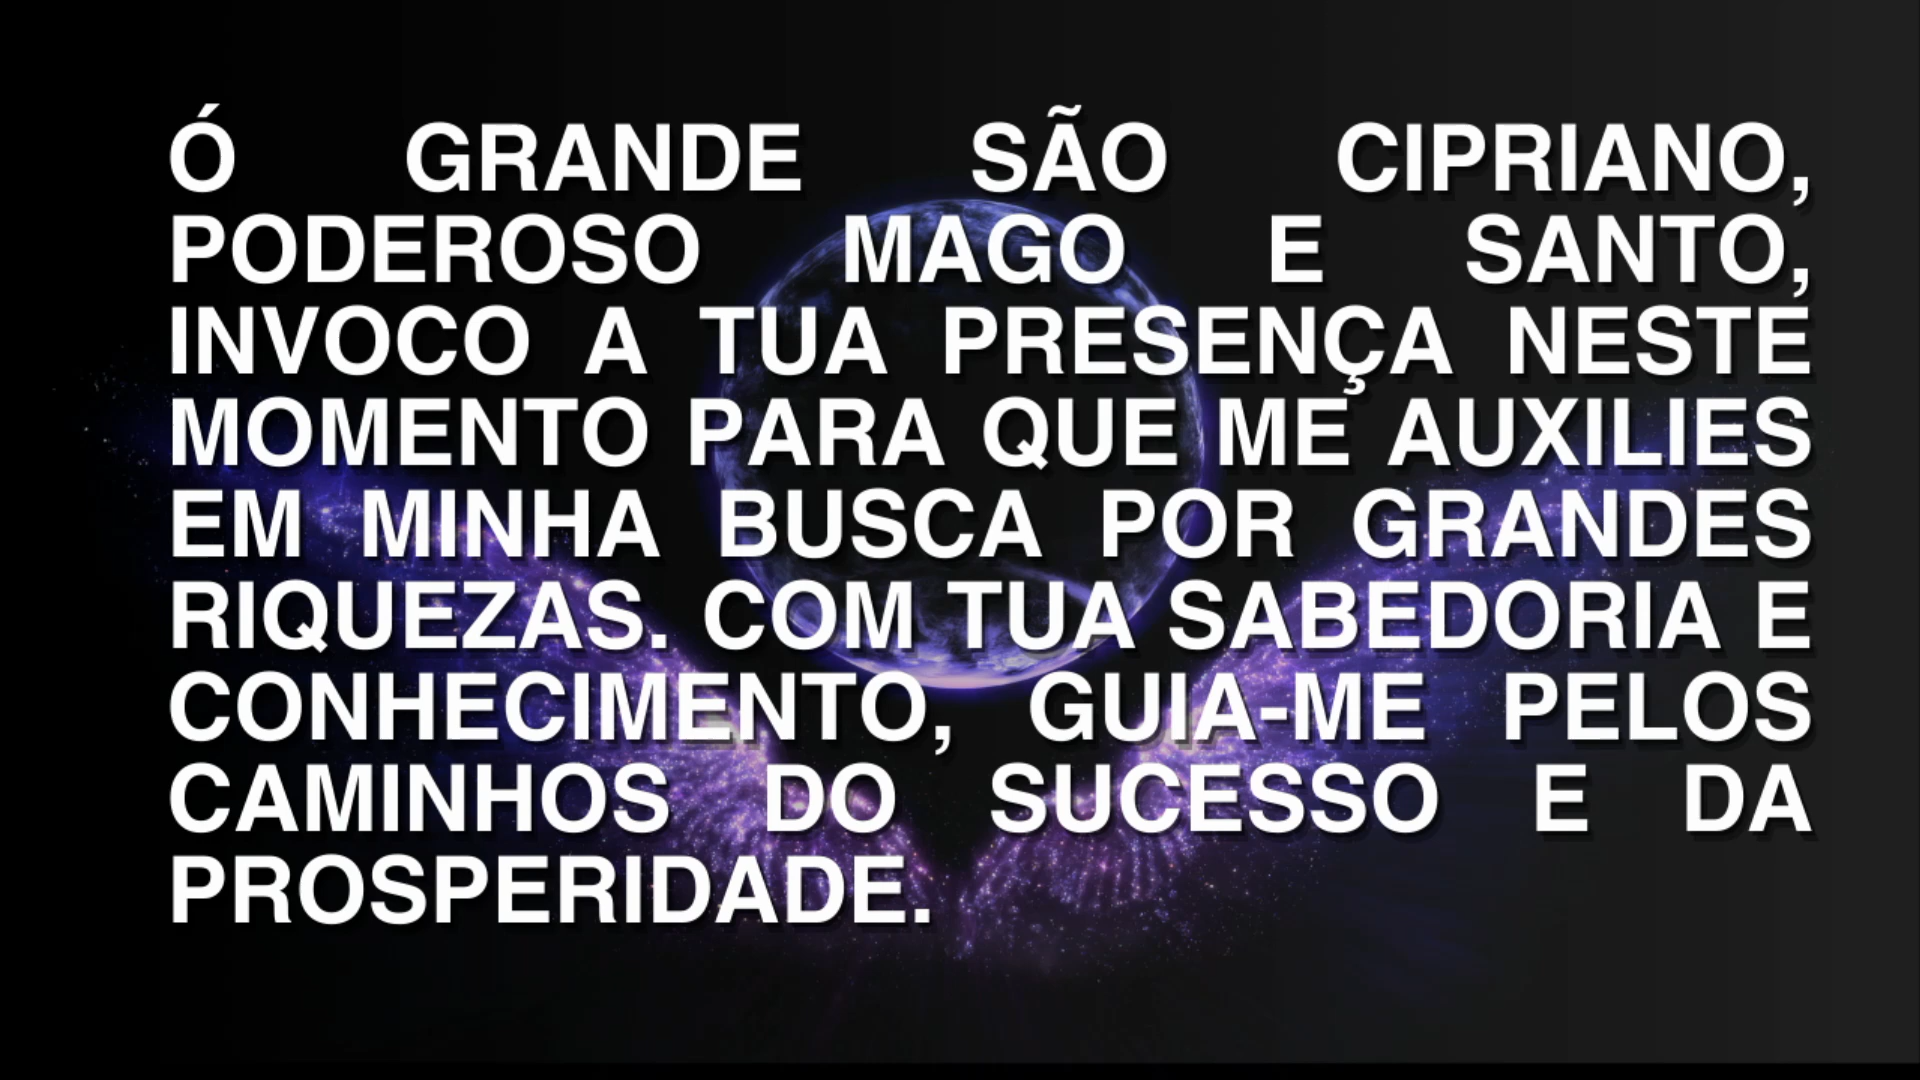 Ó GRANDE SÃO CIPRIANO,
PODEROSO MAGO E SANTO,
INVOCO A TUA PRESENÇA NESTE
MOMENTO PARA QUE ME AUXILIES
EM MINHA BUSCA POR GRANDES
RIQUEZAS. COM TUA SABEDORIA E
CONHECIMENTO, GUIA-ME PELOS
CAMINHOS DO SUCESSO E DA
PROSPERIDADE.